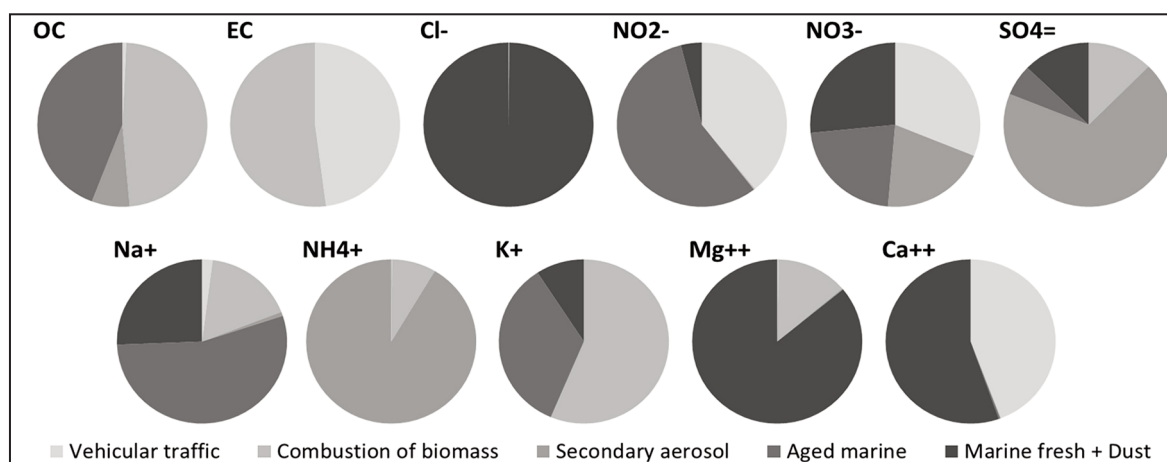 OC EC Cl- NO2- NO3- SO4=
Na+ NH4+ K+ Mg++ Ca++
Vehicular traffic Combustion of biomass Secondary aerosol Aged marine Marine fresh + Dust